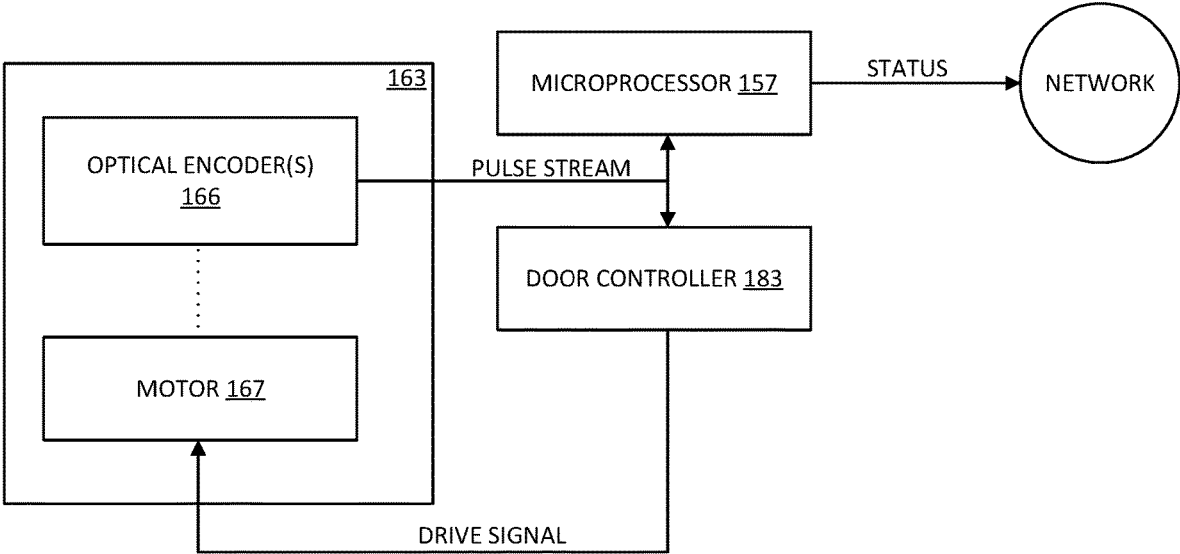 163
MICROPROCESSOR 157
STATUS
NETWORK
OPTICAL ENCODER(S)
166
PULSE STREAM
DOOR CONTROLLER 183
MOTOR 167
DRIVE SIGNAL